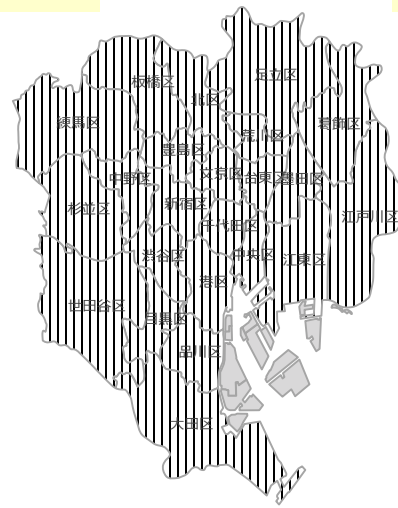 足立区
板橋区
北区
練馬区
葛飾区
荒川区
豊島区
文京区
台東区
墨田区
中野区
杉並区
新宿区
江戸川区
千代田区
渋谷区
中央区
江東区
港区
世田谷区
目黒区
品川区
大田区